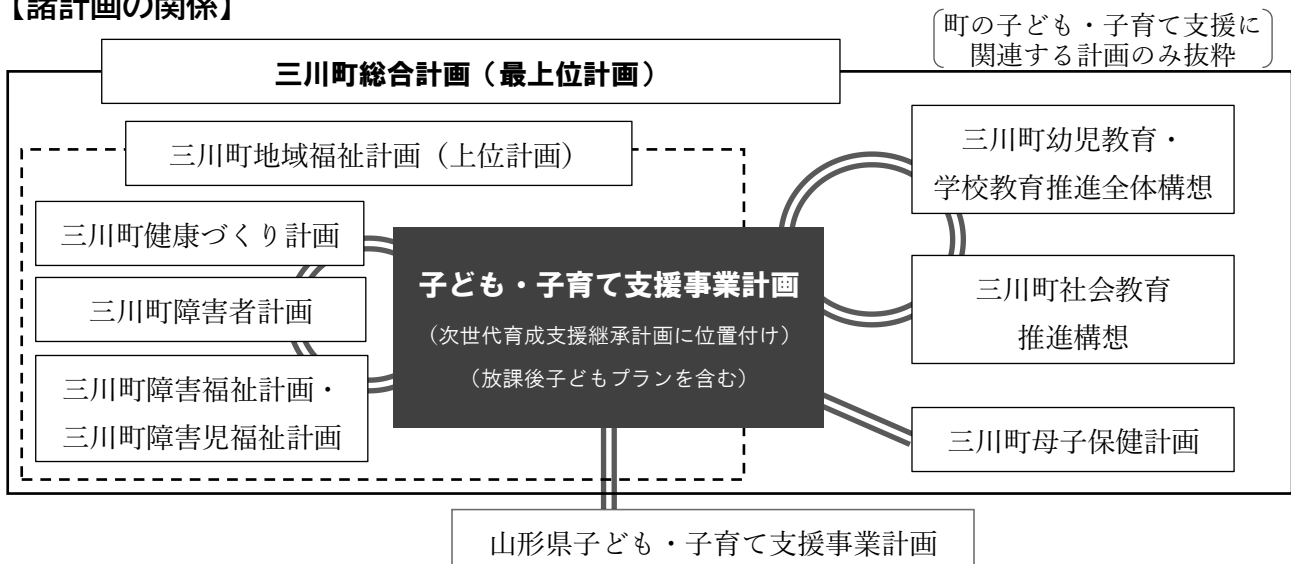 【諸計画の関係】
町の子ども・子育て支援に
関連する計画のみ抜粋
三川町総合計画（最上位計画）
三川町地域福祉計画（上位計画）
三川町健康づくり計画
三川町障害者計画
三川町障害福祉計画・
三川町障害児福祉計画
子ども・子育て支援事業計画
（次世代育成支援継承計画に位置付け）
（放課後子どもプランを含む）
三川町幼児教育・
学校教育推進全体構想
三川町社会教育
推進構想
三川町母子保健計画
山形県子ども・子育て支援事業計画